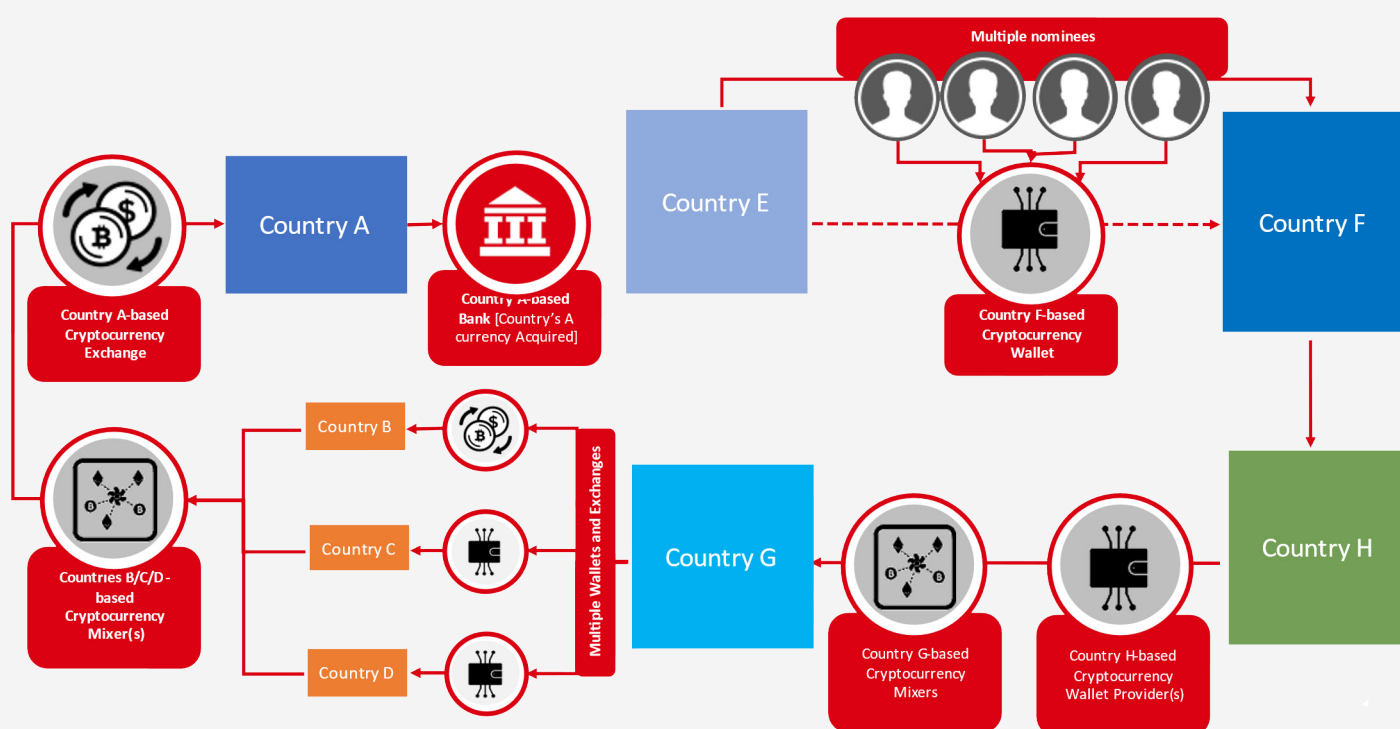 Multiple nominees
Country E
Country F
Country F-based
Cryptocurrency
Wallet
Country A
Country A-based
Cryptocurrency
Exchange
Country A-based
Bank [Country's A
currency Acquired]
Country B
Country C
Country D
Multiple Wallets and Exchanges
Countries B/C/D-
based
Cryptocurrency
Mixer(s)
Country G
Country H
Country G-based
Cryptocurrency
Mixers
Country H-based
Cryptocurrency
Wallet Provider(s)